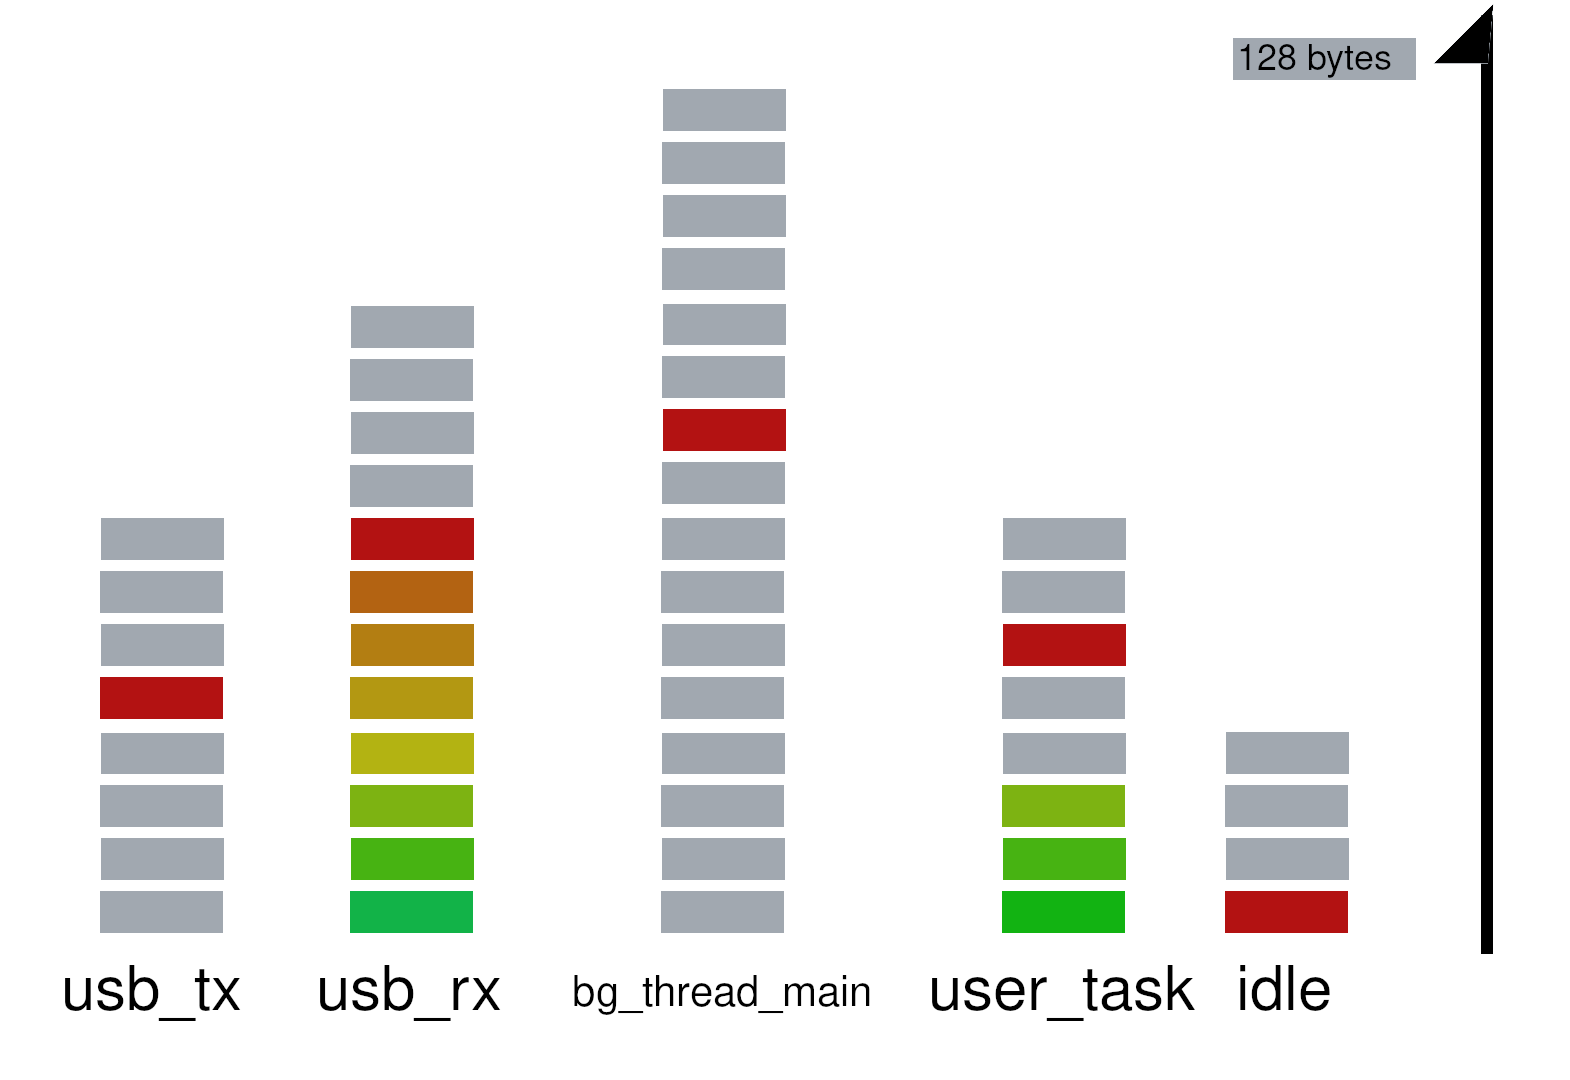 128 bytes
usb_tx
usb_rx
bg_thread_main
user_task
idle